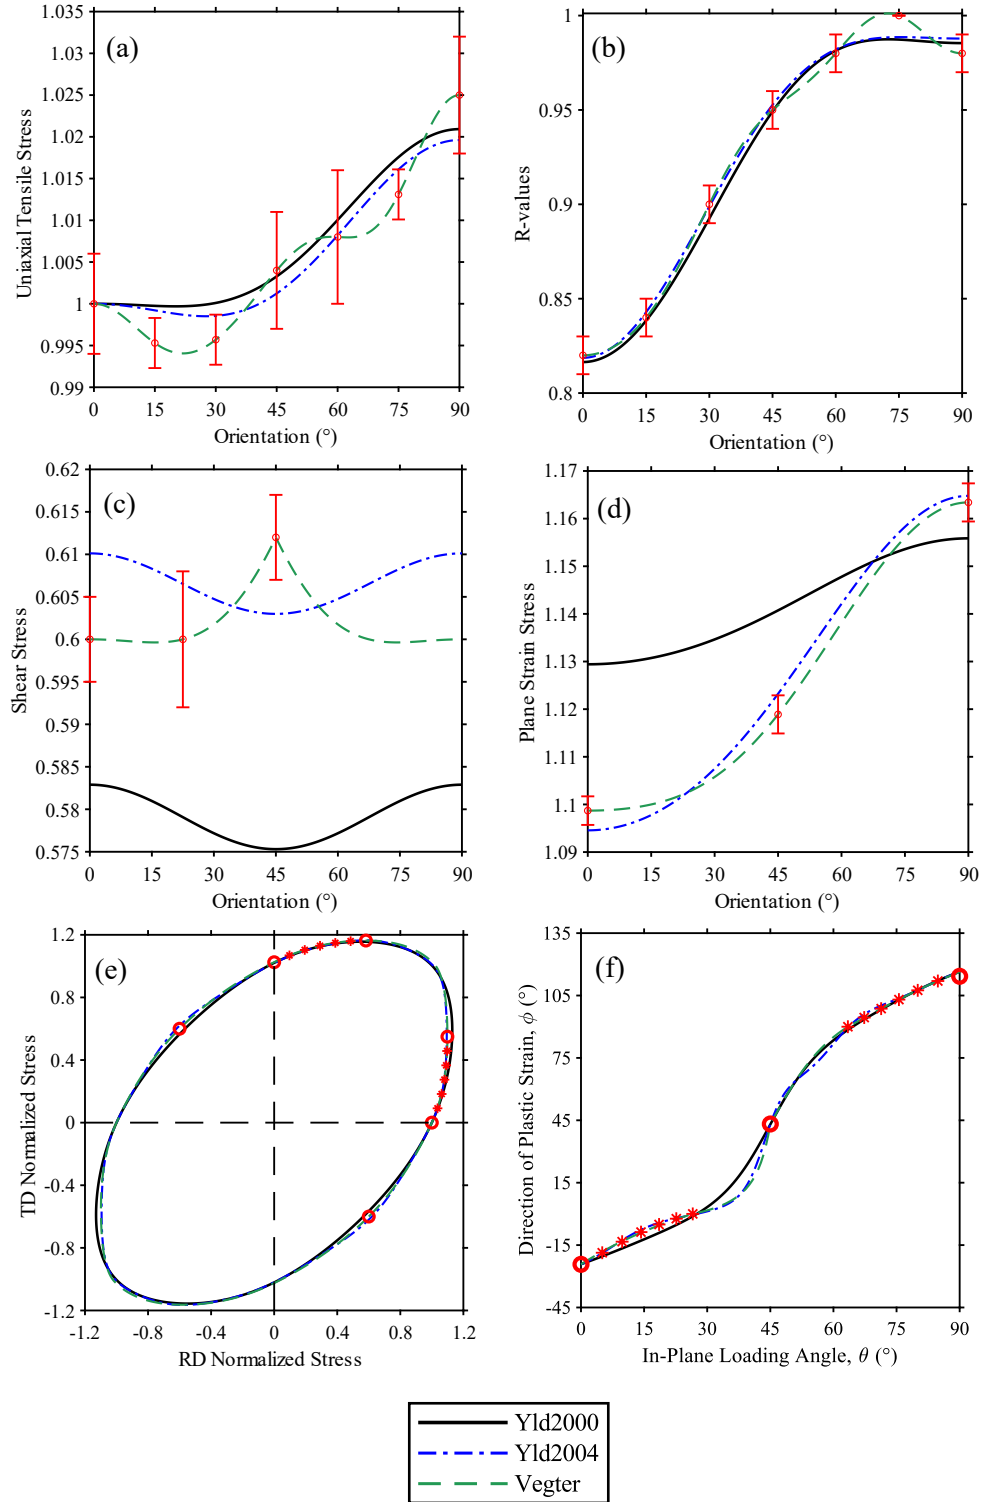 (a)
1.035
1.03
1.025
1.02
1.015
1.01
1.005
1
0.995
0.99
Uniaxial Tensile Stress
0 15 30 45 60 75 90
Orientation (°)
(b)
1
0.95
0.9
0.85
0.8
R-values
0 15 30 45 60 75 90
Orientation (°)
(c)
0.62
0.615
0.61
0.605
0.6
0.595
0.59
0.585
0.58
0.575
Shear Stress
0 15 30 45 60 75 90
Orientation (°)
(d)
1.17
1.16
1.15
1.14
1.13
1.12
1.11
1.1
1.09
Plane Strain Stress
0 15 30 45 60 75 90
Orientation (°)
(e)
1.2
0.8
0.4
0
-0.4
-0.8
-1.2
TD Normalized Stress
-1.2 -0.8 -0.4 0 0.4 0.8 1.2
RD Normalized Stress
(f)
135
105
75
45
15
-15
-45
Direction of Plastic Strain, ϕ (°)
0 15 30 45 60 75 90
In-Plane Loading Angle, θ (°)
Yld2000
Yld2004
Vegter